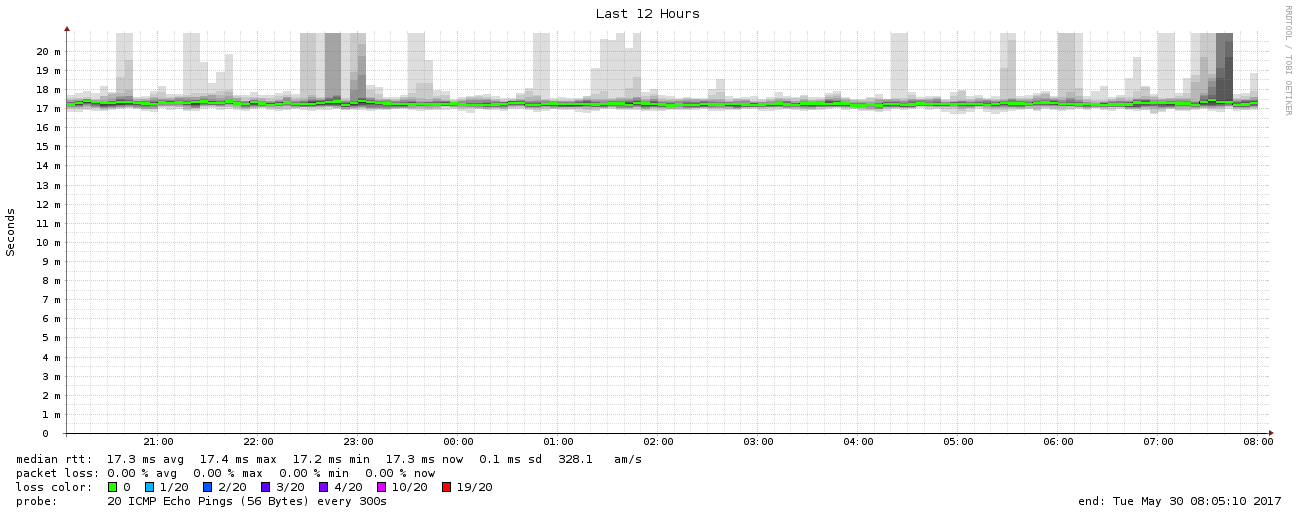 Last 12 Hours
RRDTOOL / TOBI OETIKER
Seconds
20 m
19 m
18 m
17 m
16 m
15 m
14 m
13 m
12 m
11 m
10 m
9 m
8 m
7 m
6 m
5 m
4 m
3 m
2 m
1 m
0
21:00 22:00 23:00 00:00 01:00 02:00 03:00 04:00 05:00 06:00 07:00 08:00
median rtt: 17.3 ms avg 17.4 ms max 17.2 ms min 17.3 ms now 0.1 ms sd 328.1 am/s
packet loss: 0.00 % avg 0.00 % max 0.00 % min 0.00 % now
loss color: 0 1/20 2/20 3/20 4/20 10/20 19/20
probe: 20 ICMP Echo Pings (56 Bytes) every 300s end: Tue May 30 08:05:10 2017